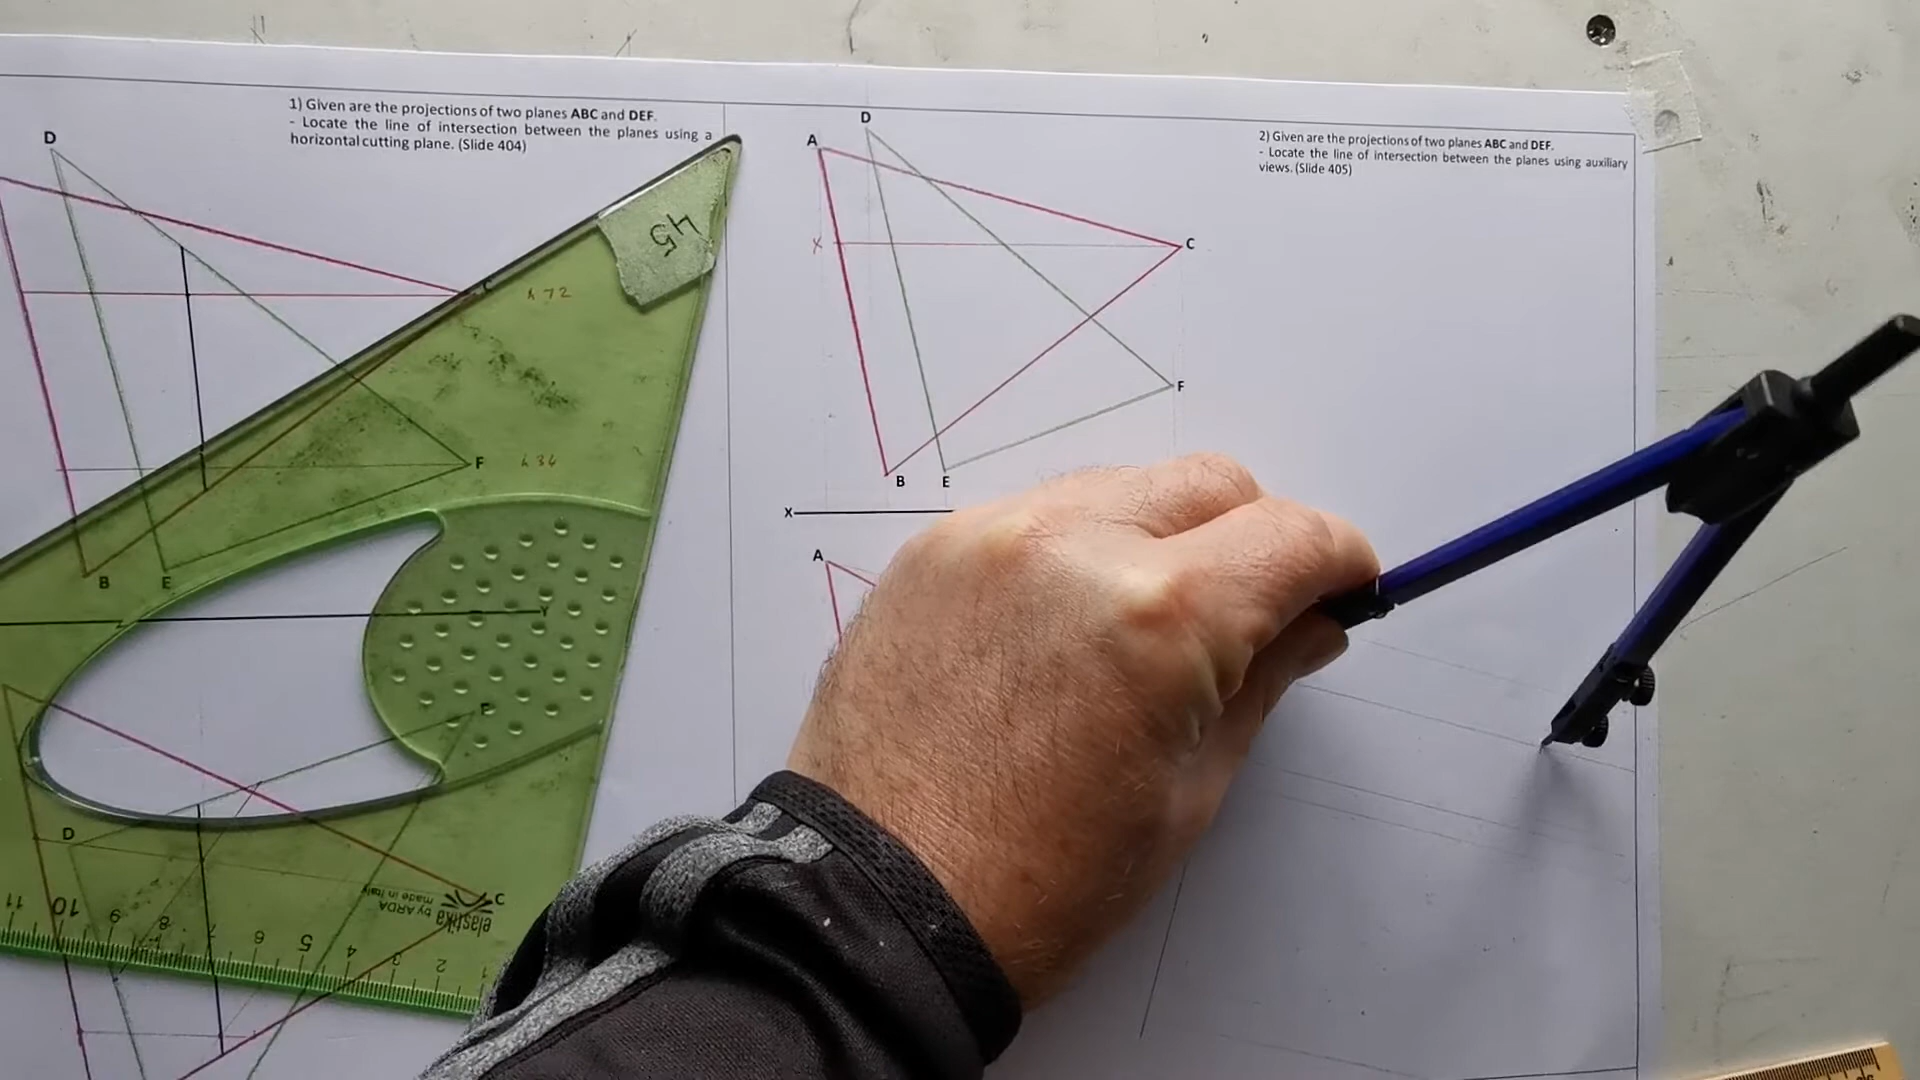 1) Given are the projections of two planes ABC and DEF.
- Locate the line of intersection between the planes using a
horizontal cutting plane. (Slide 404)
D
45
C
h 72
F
h 34
B
E
Y
F
D
C
elastika by ARDA
made in Italy
11 10 9 8 7 6 5 4 3 2 1
2) Given are the projections of two planes ABC and DEF.
- Locate the line of intersection between the planes using auxiliary
views. (Slide 405)
D
A
X
C
F
B
E
X
A